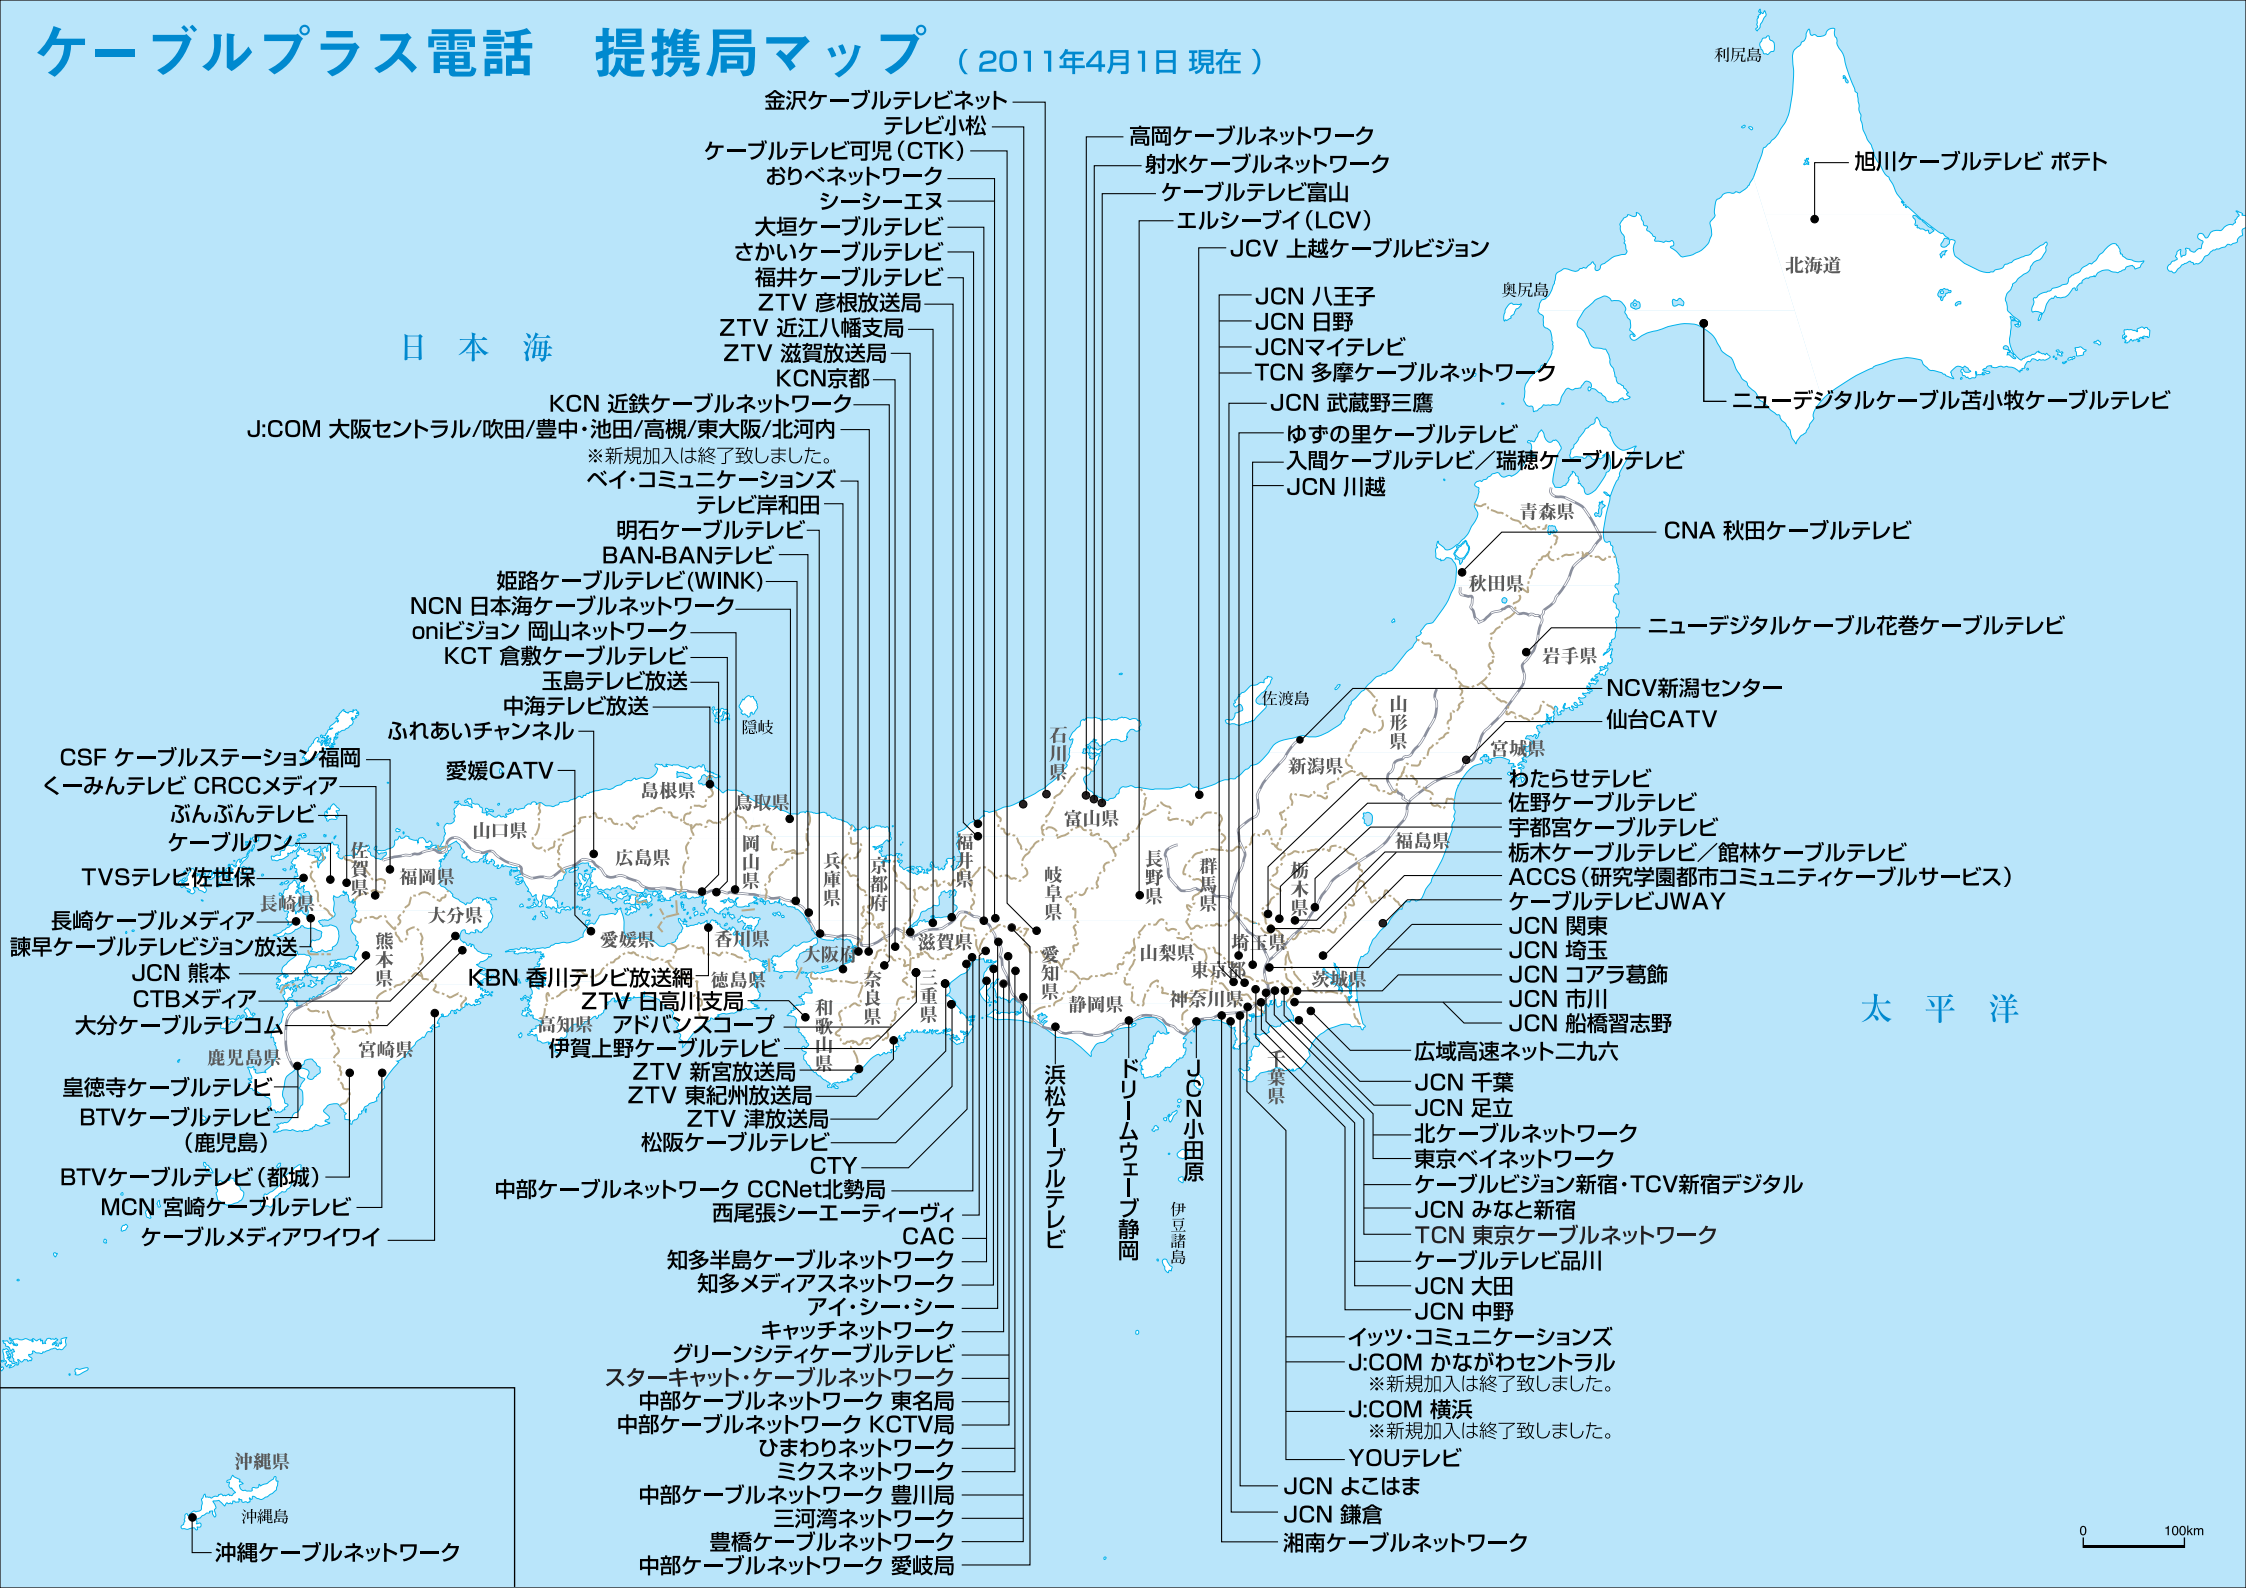 ケーブルプラス電話　提携局マップ （ 2011年4月1日 現在 ）
金沢ケーブルテレビネット
テレビ小松
ケーブルテレビ可児（CTK）
おりべネットワーク
シーシーエヌ
大垣ケーブルテレビ
さかいケーブルテレビ
福井ケーブルテレビ
ZTV 彦根放送局
ZTV 近江八幡支局
ZTV 滋賀放送局
KCN京都
KCN 近鉄ケーブルネットワーク
J:COM 大阪セントラル/吹田/豊中・池田/高槻/東大阪/北河内
※新規加入は終了致しました。
ベイ・コミュニケーションズ
テレビ岸和田
明石ケーブルテレビ
BAN-BANテレビ
姫路ケーブルテレビ(WINK)
NCN 日本海ケーブルネットワーク
oniビジョン 岡山ネットワーク
KCT 倉敷ケーブルテレビ
玉島テレビ放送
中海テレビ放送
ふれあいチャンネル
愛媛CATV
CSF ケーブルステーション福岡
くーみんテレビ CRCCメディア
ぶんぶんテレビ
ケーブルワン
TVSテレビ佐世保
長崎ケーブルメディア
諫早ケーブルテレビジョン放送
JCN 熊本
CTBメディア
大分ケーブルテレコム
皇徳寺ケーブルテレビ
BTVケーブルテレビ
（鹿児島）
BTVケーブルテレビ（都城）
MCN 宮崎ケーブルテレビ
ケーブルメディアワイワイ
KBN 香川テレビ放送網
ZTV 日高川支局
アドバンスコープ
伊賀上野ケーブルテレビ
ZTV 新宮放送局
ZTV 東紀州放送局
ZTV 津放送局
松阪ケーブルテレビ
CTY
中部ケーブルネットワーク CCNet北勢局
西尾張シーエーティーヴィ
CAC
知多半島ケーブルネットワーク
知多メディアスネットワーク
アイ・シー・シー
キャッチネットワーク
グリーンシティケーブルテレビ
スターキャット・ケーブルネットワーク
中部ケーブルネットワーク 東名局
中部ケーブルネットワーク KCTV局
ひまわりネットワーク
ミクスネットワーク
中部ケーブルネットワーク 豊川局
三河湾ネットワーク
豊橋ケーブルネットワーク
中部ケーブルネットワーク 愛岐局
浜松ケーブルテレビ
ドリームウェーブ静岡
JCN小田原
高岡ケーブルネットワーク
射水ケーブルネットワーク
ケーブルテレビ富山
エルシーブイ（LCV）
JCV 上越ケーブルビジョン
JCN 八王子
JCN 日野
JCNマイテレビ
TCN 多摩ケーブルネットワーク
JCN 武蔵野三鷹
ゆずの里ケーブルテレビ
入間ケーブルテレビ／瑞穂ケーブルテレビ
JCN 川越
旭川ケーブルテレビ ポテト
ニューデジタルケーブル苫小牧ケーブルテレビ
CNA 秋田ケーブルテレビ
ニューデジタルケーブル花巻ケーブルテレビ
NCV新潟センター
仙台CATV
わたらせテレビ
佐野ケーブルテレビ
宇都宮ケーブルテレビ
栃木ケーブルテレビ／館林ケーブルテレビ
ACCS（研究学園都市コミュニティケーブルサービス）
ケーブルテレビJWAY
JCN 関東
JCN 埼玉
JCN コアラ葛飾
JCN 市川
JCN 船橋習志野
広域高速ネット二九六
JCN 千葉
JCN 足立
北ケーブルネットワーク
東京ベイネットワーク
ケーブルビジョン新宿・TCV新宿デジタル
JCN みなと新宿
TCN 東京ケーブルネットワーク
ケーブルテレビ品川
JCN 大田
JCN 中野
イッツ・コミュニケーションズ
J:COM かながわセントラル
※新規加入は終了致しました。
J:COM 横浜
※新規加入は終了致しました。
YOUテレビ
JCN よこはま
JCN 鎌倉
湘南ケーブルネットワーク
沖縄ケーブルネットワーク
日 本 海
太 平 洋
利尻島
奥尻島
北海道
青森県
秋田県
岩手県
山形県
宮城県
佐渡島
新潟県
福島県
石川県
富山県
福井県
岐阜県
長野県
群馬県
栃木県
茨城県
埼玉県
東京都
山梨県
神奈川県
千葉県
静岡県
愛知県
伊豆諸島
滋賀県
三重県
京都府
大阪府
奈良県
和歌山県
兵庫県
隠岐
鳥取県
島根県
岡山県
広島県
山口県
香川県
徳島県
愛媛県
高知県
福岡県
佐賀県
長崎県
大分県
熊本県
宮崎県
鹿児島県
沖縄県
沖縄島
0
100km